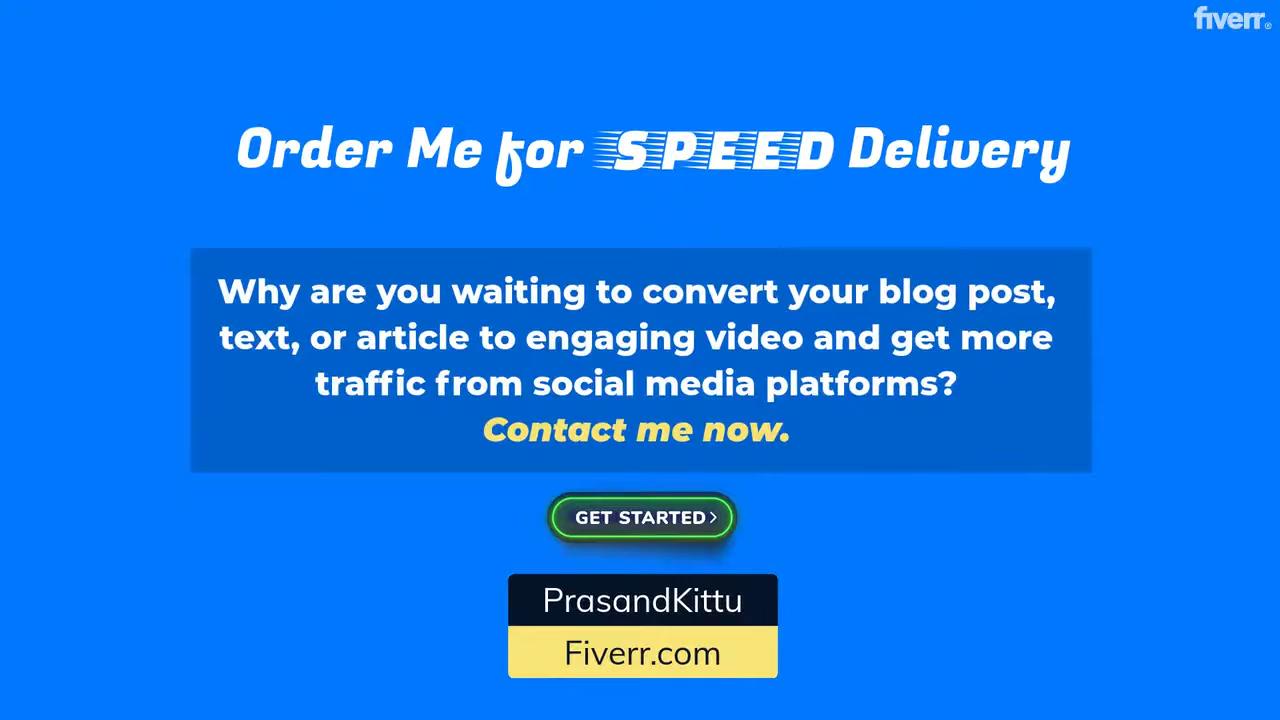 fiverr®
Order Me for SPEED Delivery
Why are you waiting to convert your blog post,
text, or article to engaging video and get more
traffic from social media platforms?
Contact me now.
GET STARTED>
PrasandKittu
Fiverr.com